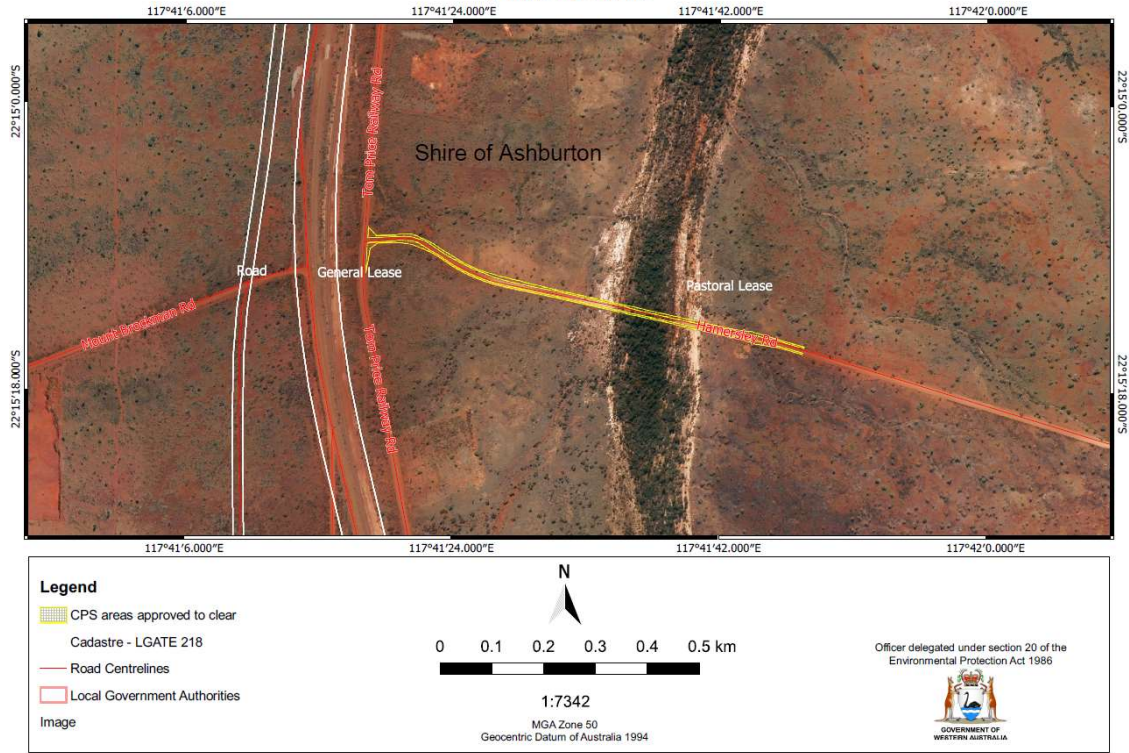 117°41'6.000"E
117°41'24.000"E
117°41'42.000"E
117°42'0.000"E
22°15'0.000"S
22°15'0.000"S
Tom Price Railway Rd
Shire of Ashburton
Road
General Lease
Pastoral Lease
Mount Brockman Rd
Tom Price Railway Rd
Hamersley Rd
22°15'18.000"S
22°15'18.000"S
117°41'6.000"E
117°41'24.000"E
117°41'42.000"E
117°42'0.000"E
Legend
CPS areas approved to clear
Cadastre - LGATE 218
Road Centrelines
Local Government Authorities
Image
N
0 0.1 0.2 0.3 0.4 0.5 km
1:7342
MGA Zone 50
Geocentric Datum of Australia 1994
Officer delegated under section 20 of the
Environmental Protection Act 1986
GOVERNMENT OF
WESTERN AUSTRALIA